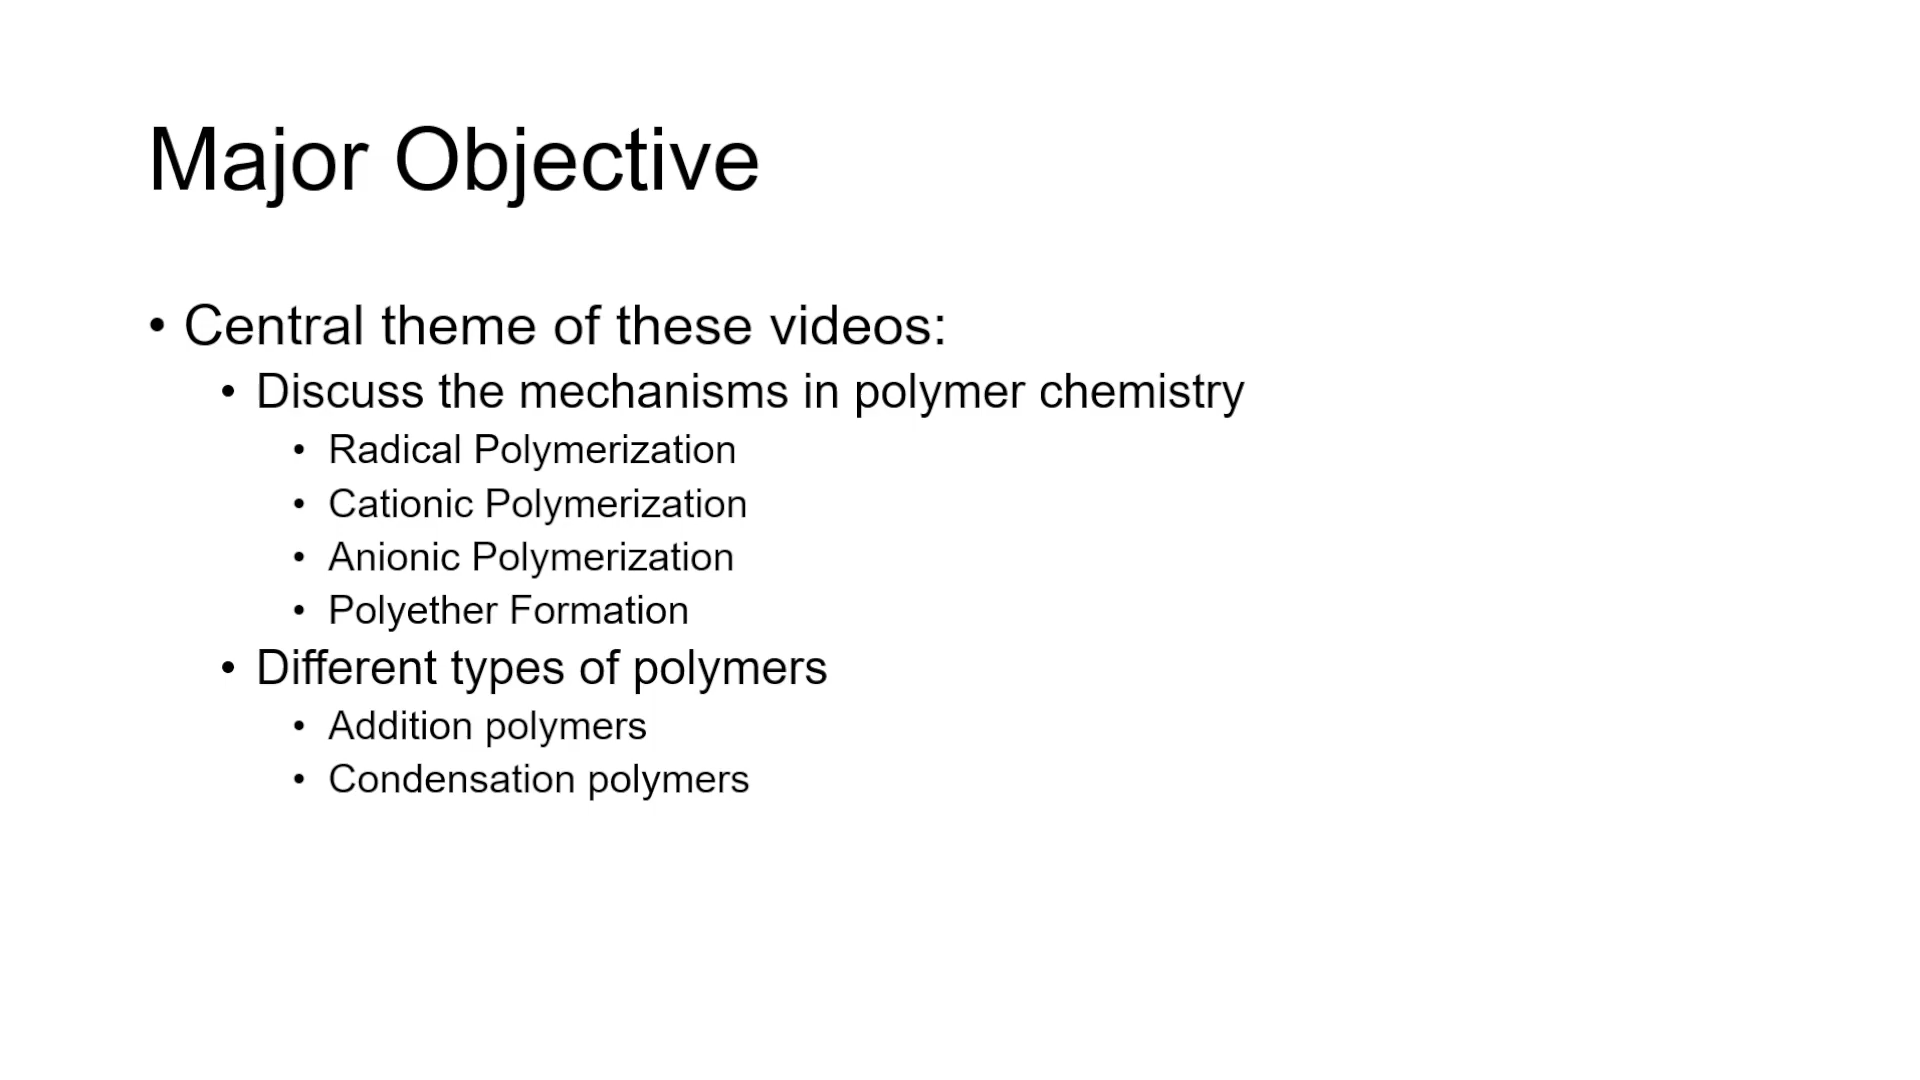 Major Objective
• Central theme of these videos:
• Discuss the mechanisms in polymer chemistry
• Radical Polymerization
• Cationic Polymerization
• Anionic Polymerization
• Polyether Formation
• Different types of polymers
• Addition polymers
• Condensation polymers